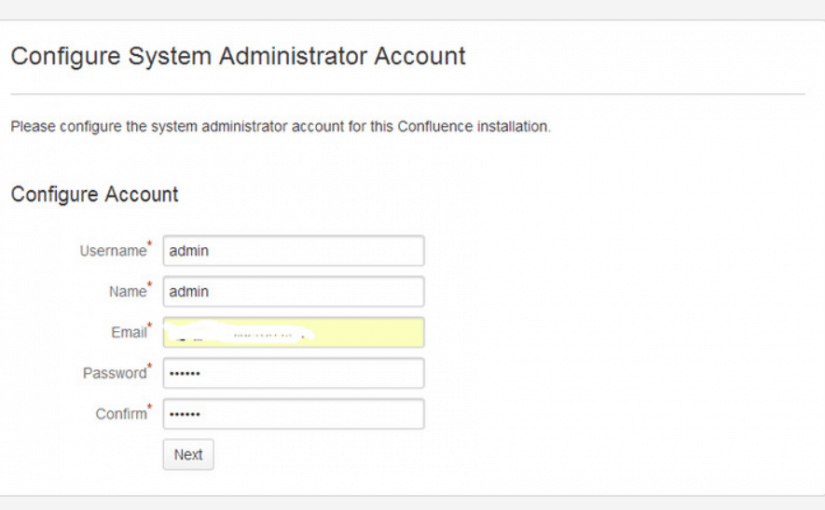 Configure System Administrator Account
Please configure the system administrator account for this Confluence installation.
Configure Account
Username* admin
Name* admin
Email*
Password* ••••••
Confirm* ••••••
Next